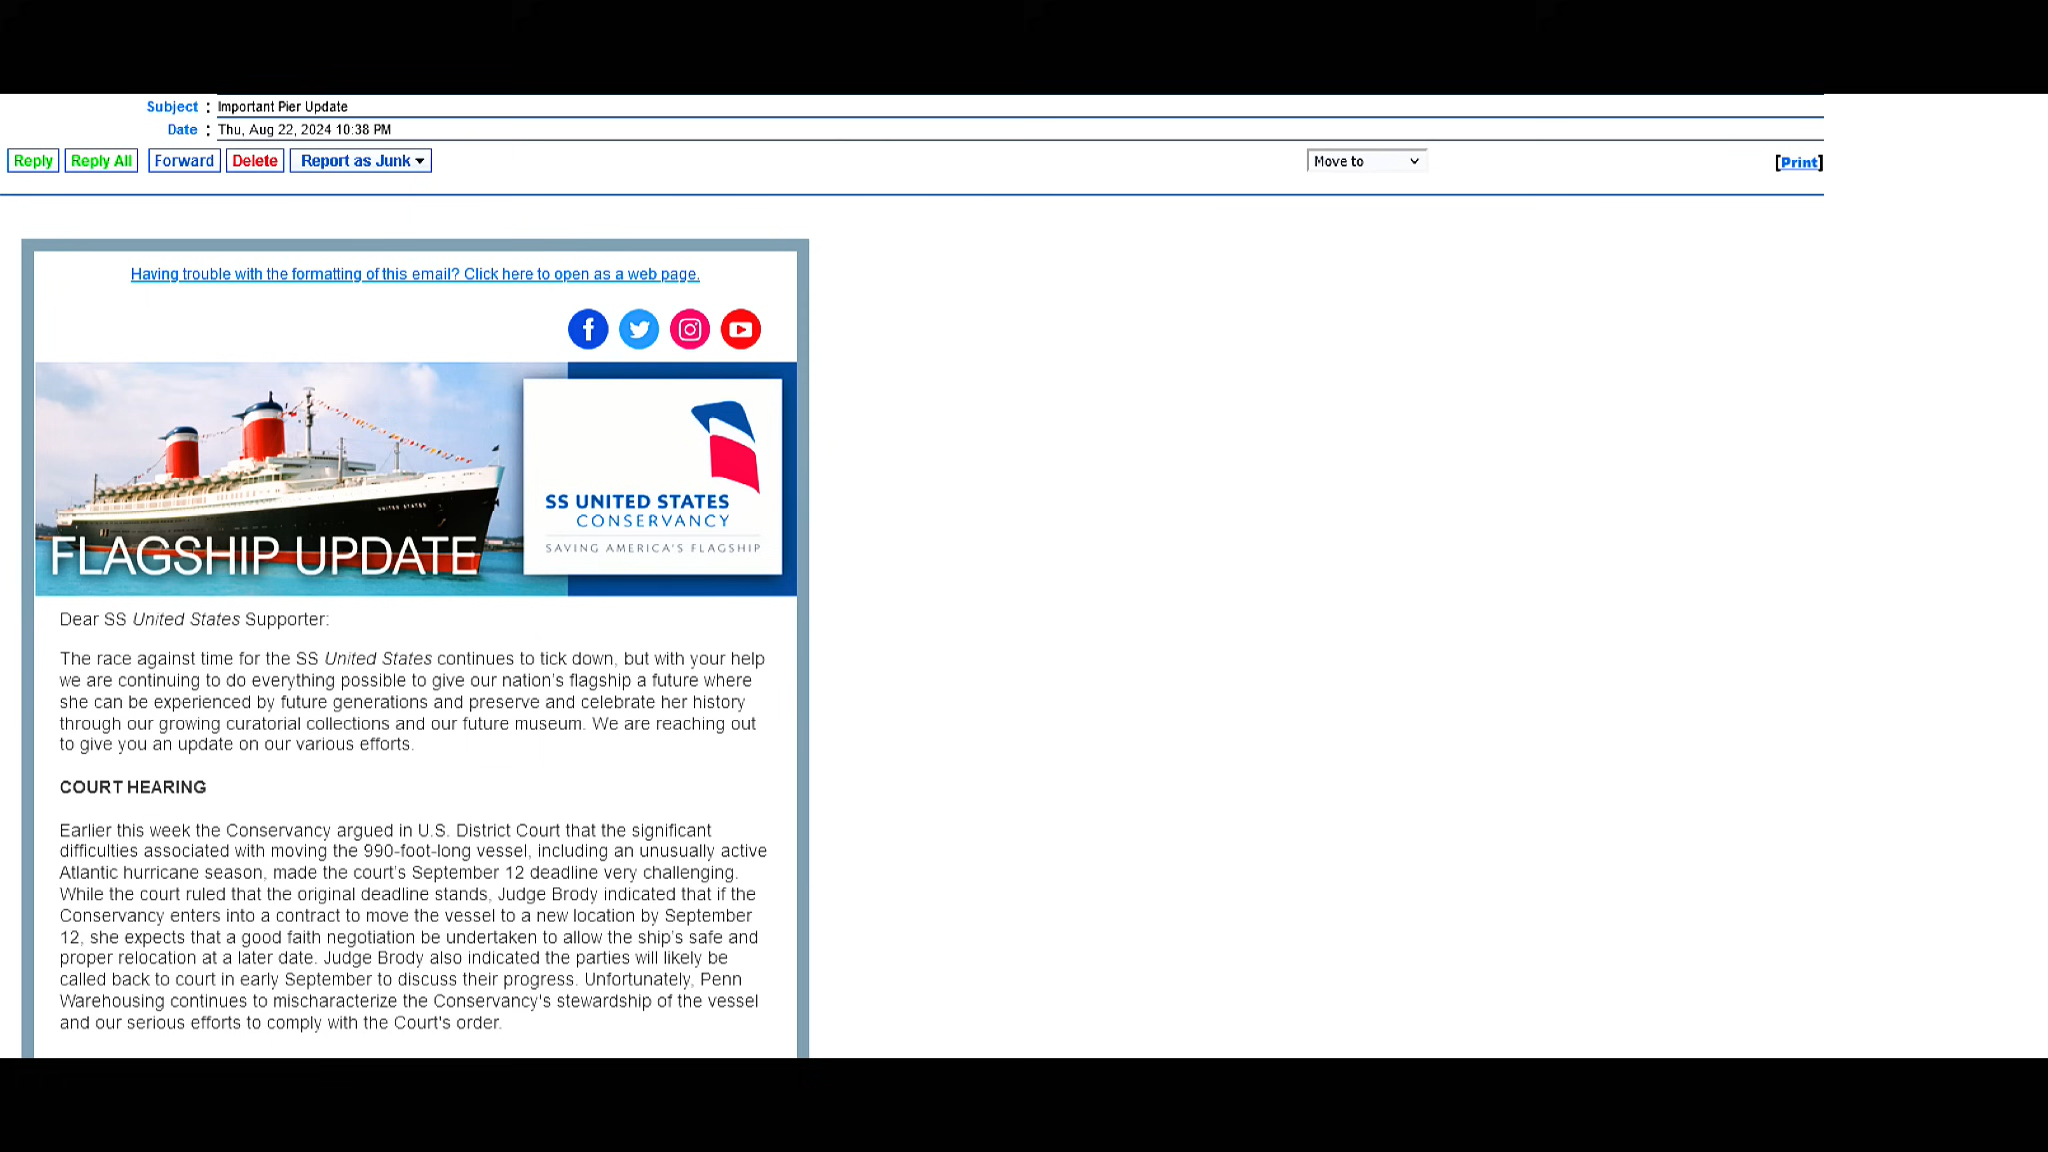 Subject : Important Pier Update
Date : Thu, Aug 22, 2024 10:38 PM
Reply Reply All Forward Delete Report as Junk Move to [Print]
Having trouble with the formatting of this email? Click here to open as a web page.
UNITED STATES
FLAGSHIP UPDATE
SS UNITED STATES
CONSERVANCY
SAVING AMERICA'S FLAGSHIP
Dear SS United States Supporter:
The race against time for the SS United States continues to tick down, but with your help
we are continuing to do everything possible to give our nation's flagship a future where
she can be experienced by future generations and preserve and celebrate her history
through our growing curatorial collections and our future museum. We are reaching out
to give you an update on our various efforts.
COURT HEARING
Earlier this week the Conservancy argued in U.S. District Court that the significant
difficulties associated with moving the 990-foot-long vessel, including an unusually active
Atlantic hurricane season, made the court's September 12 deadline very challenging.
While the court ruled that the original deadline stands, Judge Brody indicated that if the
Conservancy enters into a contract to move the vessel to a new location by September
12, she expects that a good faith negotiation be undertaken to allow the ship's safe and
proper relocation at a later date. Judge Brody also indicated the parties will likely be
called back to court in early September to discuss their progress. Unfortunately, Penn
Warehousing continues to mischaracterize the Conservancy's stewardship of the vessel
and our serious efforts to comply with the Court's order.